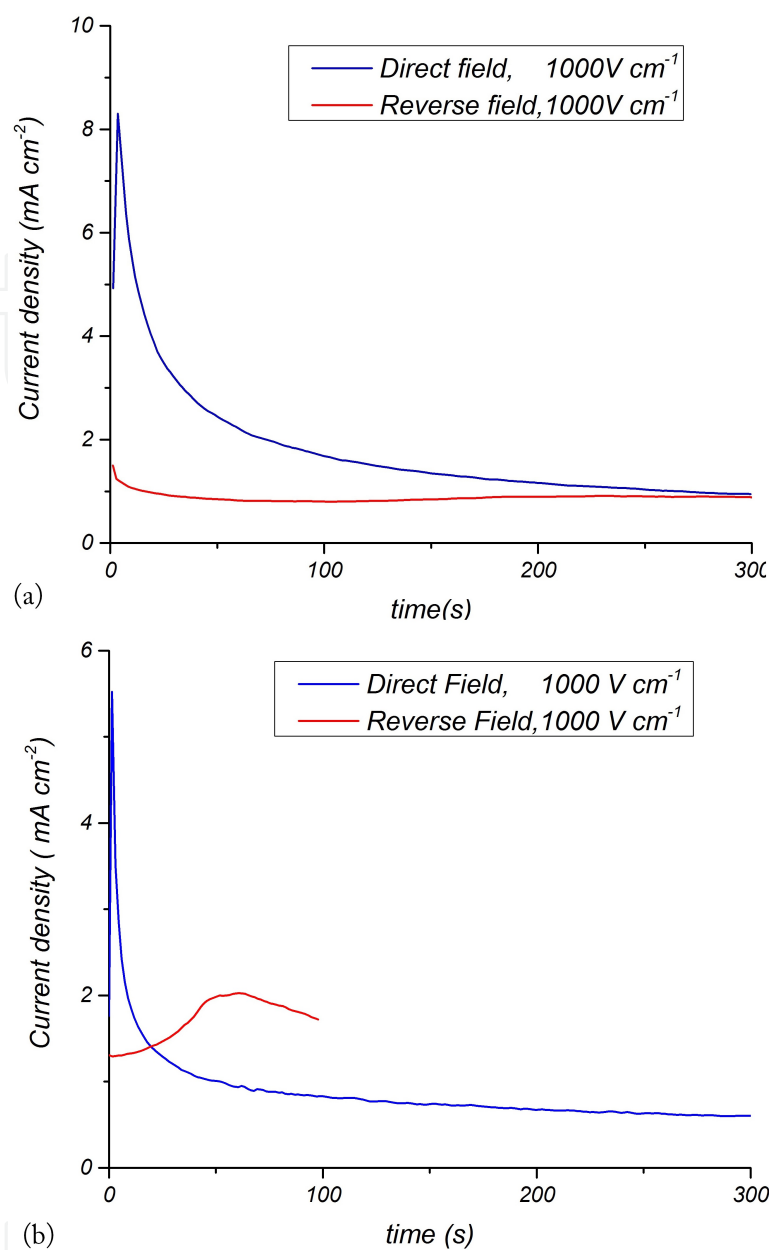 10
Direct field, 1000V cm⁻¹
Reverse field,1000V cm⁻¹
8
6
4
2
0
Current density (mA cm⁻²)
0 100 200 300
(a)
time(s)
6
Direct Field, 1000 V cm⁻¹
Reverse Field,1000 V cm⁻¹
4
2
0
Current density ( mA cm⁻²)
0 100 200 300
(b)
time (s)